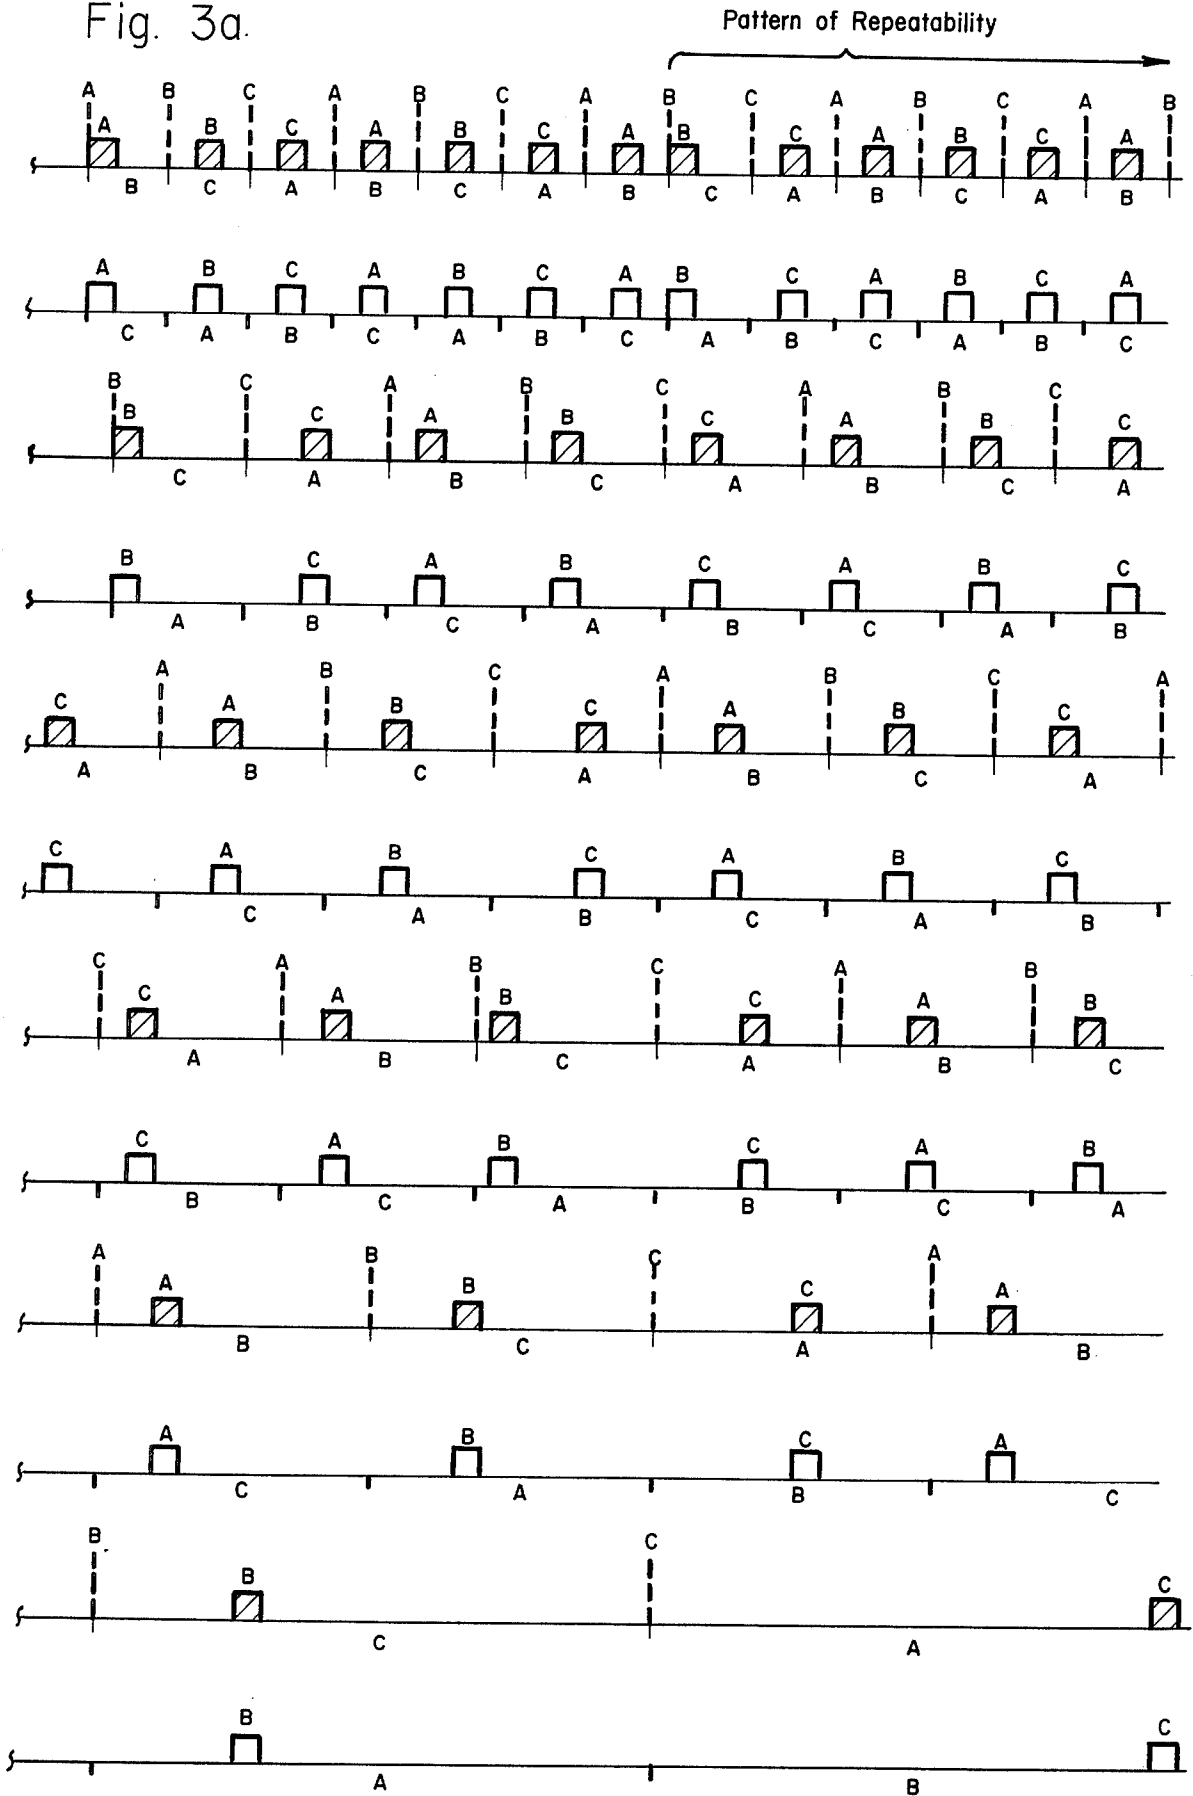 Fig. 3a.
Pattern of Repeatability
A B C A B C A B C A B C A B
A B C A B C A B C A B C A
B C A B C A B C A B C A B
A B C A B C A B C A B C A
C A B C A B C A B C A B C
B C A B C A B C
B C A B C A B C
C A B C A B C A
B C A B C A B C
A B C A B C A B
A B C A B C A
C A B C A B C
A B C A B C A
C A B C A B C
C A B C A B
C A B C A B
C A B C A B
A B C A B C
C A B C A B
B C A B C A
A B C A
A B C A
B C A B
A B C A
C A B C
B C
B C
C A
B C
A B